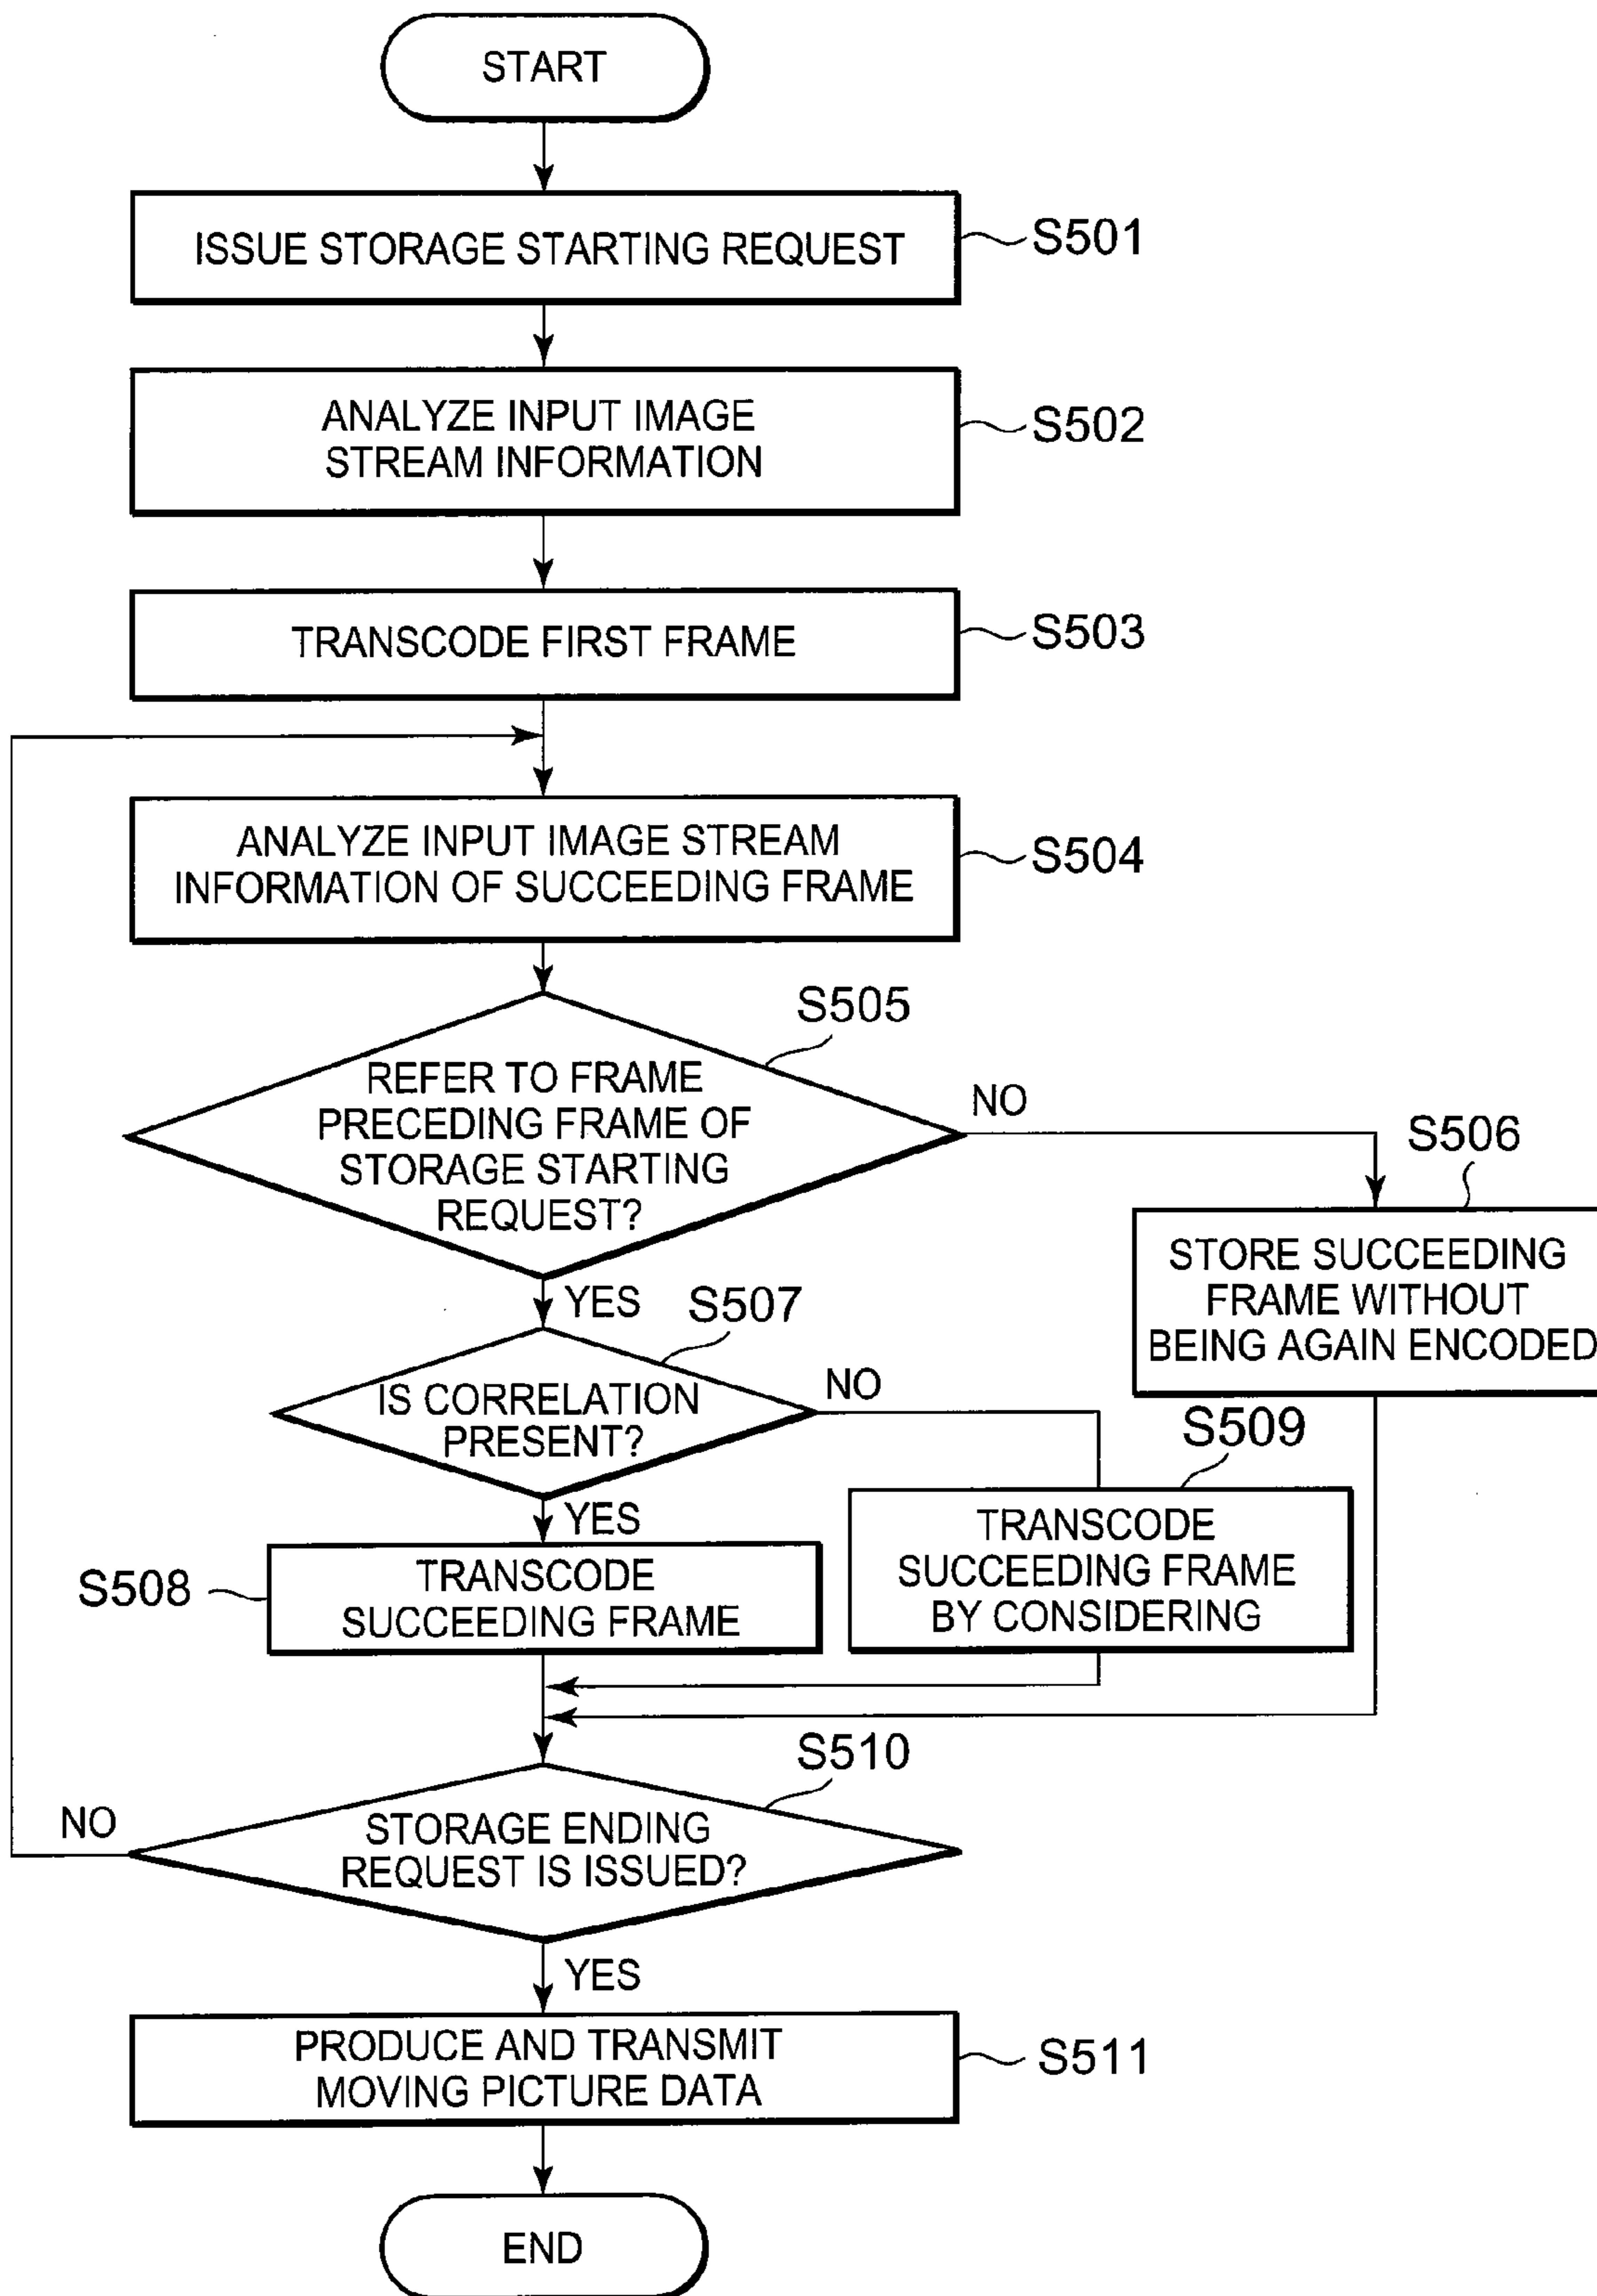 START
ISSUE STORAGE STARTING REQUEST
S501
ANALYZE INPUT IMAGE
STREAM INFORMATION
S502
TRANSCODE FIRST FRAME
S503
ANALYZE INPUT IMAGE STREAM
INFORMATION OF SUCCEEDING FRAME
S504
S505
REFER TO FRAME
PRECEDING FRAME OF
STORAGE STARTING
REQUEST?
NO
S506
STORE SUCCEEDING
FRAME WITHOUT
BEING AGAIN ENCODED
YES
S507
IS CORRELATION
PRESENT?
NO
S509
TRANSCODE
SUCCEEDING FRAME
BY CONSIDERING
YES
S508
TRANSCODE
SUCCEEDING FRAME
S510
STORAGE ENDING
REQUEST IS ISSUED?
NO
YES
PRODUCE AND TRANSMIT
MOVING PICTURE DATA
S511
END